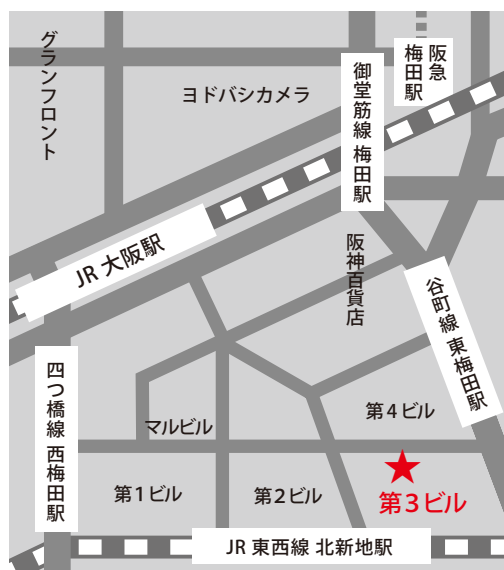 グランフロント
ヨドバシカメラ
御堂筋線 梅田駅
阪急
梅田駅
JR 大阪駅
阪神百貨店
谷町線 東梅田駅
四つ橋線 西梅田駅
マルビル
第4ビル
第1ビル
第2ビル
第3ビル
JR 東西線 北新地駅